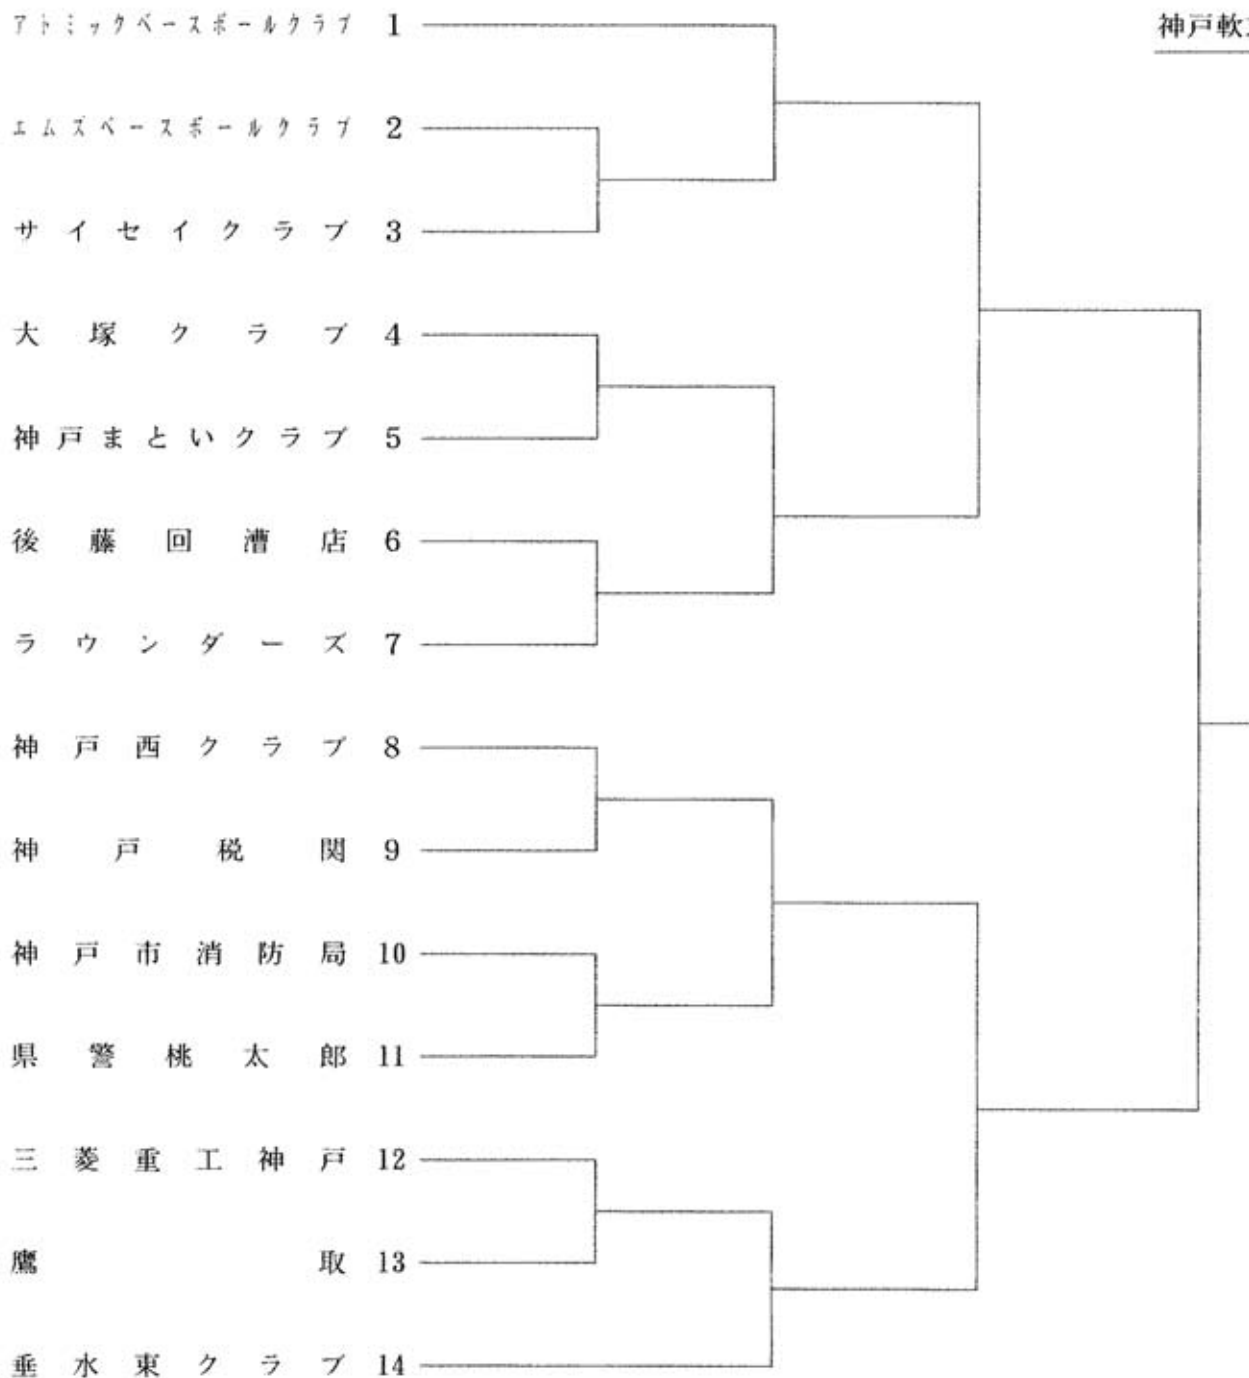 アトミックベースボールクラブ 1
神戸軟
エムズベースボールクラブ 2
サイセイクラブ 3
大塚クラブ 4
神戸まといクラブ 5
後藤回漕店 6
ラウンダーズ 7
神戸西クラブ 8
神戸税関 9
神戸市消防局 10
県警桃太郎 11
三菱重工神戸 12
鷹取 13
垂水東クラブ 14